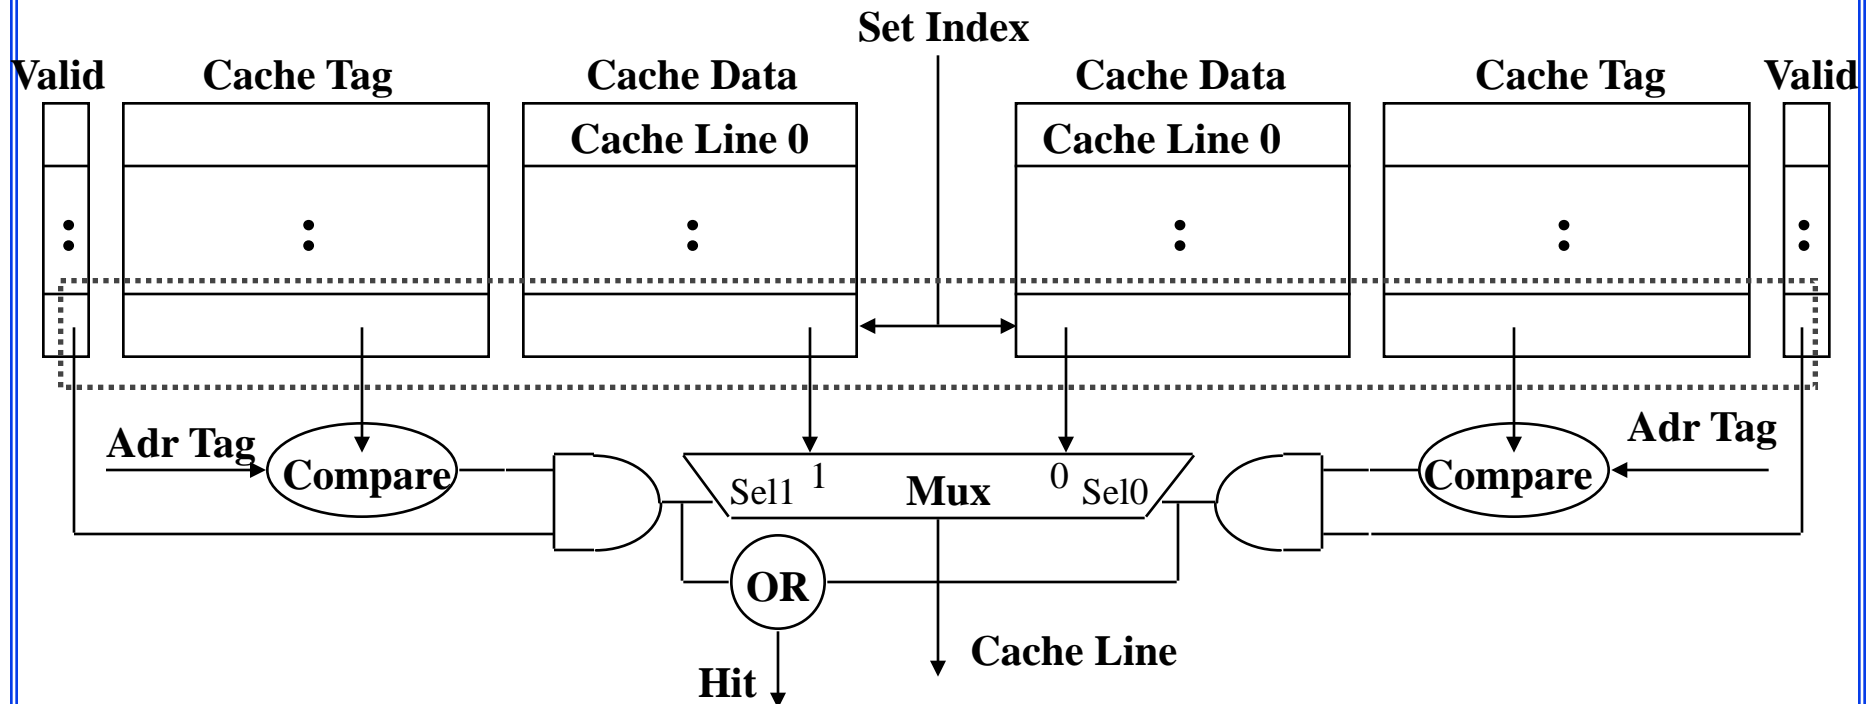 Set Index
Valid
Cache Tag
Cache Data
Cache Data
Cache Tag
Valid
Cache Line 0
Cache Line 0
Adr Tag
Compare
Sel1
1
Mux
0
Sel0
Compare
Adr Tag
OR
Cache Line
Hit